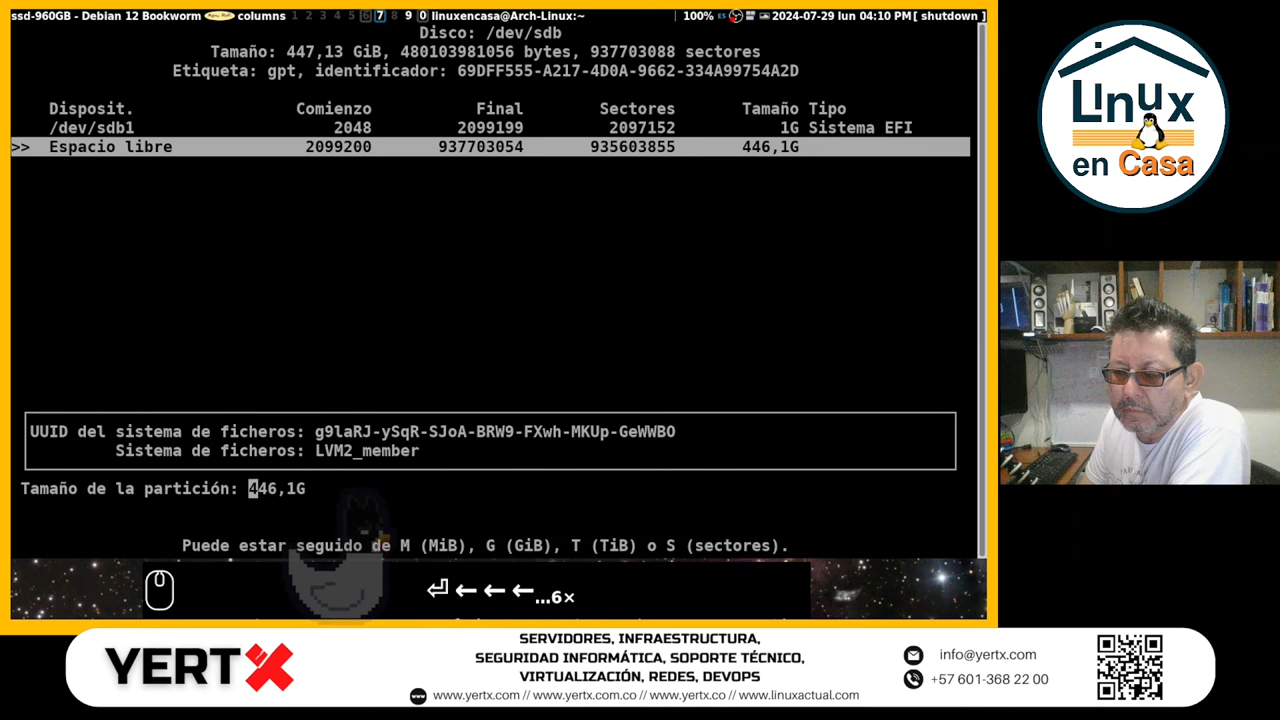 ssd-960GB - Debian 12 Bookworm columns 1 2 3 4 5 6 7 8 9 0 linuxencasa@Arch-Linux:~ 100% ES 2024-07-29 lun 04:10 PM[ shutdown ]
Disco: /dev/sdb
Tamaño: 447,13 GiB, 480103981056 bytes, 937703088 sectores
Etiqueta: gpt, identificador: 69DFF555-A217-4D0A-9662-334A99754A2D
Disposit. Comienzo Final Sectores Tamaño Tipo
/dev/sdb1 2048 2099199 2097152 1G Sistema EFI
>> Espacio libre 2099200 937703054 935603855 446,1G
UUID del sistema de ficheros: g9laRJ-ySqR-SJoA-BRW9-FXwh-MKUp-GeWWBO
Sistema de ficheros: LVM2_member
Tamaño de la partición: 446,1G
Puede estar seguido de M (MiB), G (GiB), T (TiB) o S (sectores).
⏎←←←...6×
Linux
en Casa
YERTX
SERVIDORES, INFRAESTRUCTURA,
SEGURIDAD INFORMÁTICA, SOPORTE TÉCNICO,
VIRTUALIZACIÓN, REDES, DEVOPS
www.yertx.com // www.yertx.com.co // www.yertx.co // www.linuxactual.com
info@yertx.com
+57 601-368 22 00